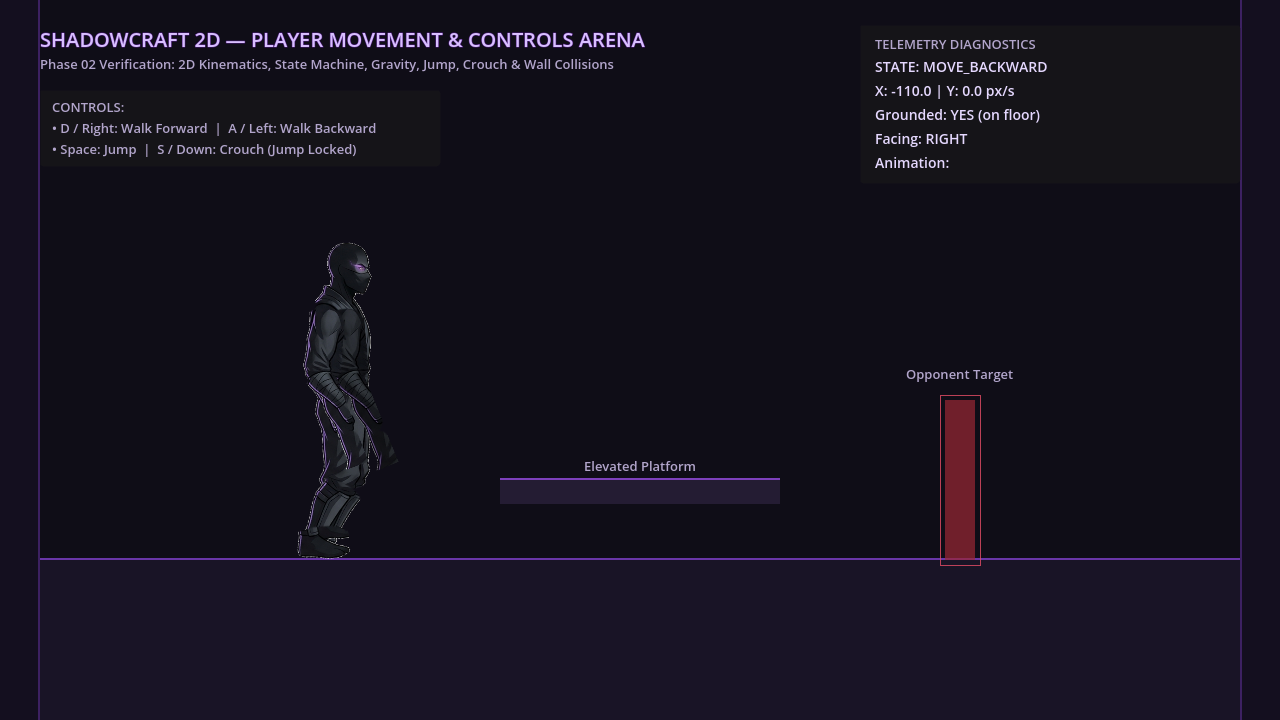 SHADOWCRAFT 2D — PLAYER MOVEMENT & CONTROLS ARENA
Phase 02 Verification: 2D Kinematics, State Machine, Gravity, Jump, Crouch & Wall Collisions
CONTROLS:
• D / Right: Walk Forward  |  A / Left: Walk Backward
• Space: Jump  |  S / Down: Crouch (Jump Locked)
TELEMETRY DIAGNOSTICS
STATE: MOVE_BACKWARD
X: -110.0 | Y: 0.0 px/s
Grounded: YES (on floor)
Facing: RIGHT
Animation:
Opponent Target
Elevated Platform